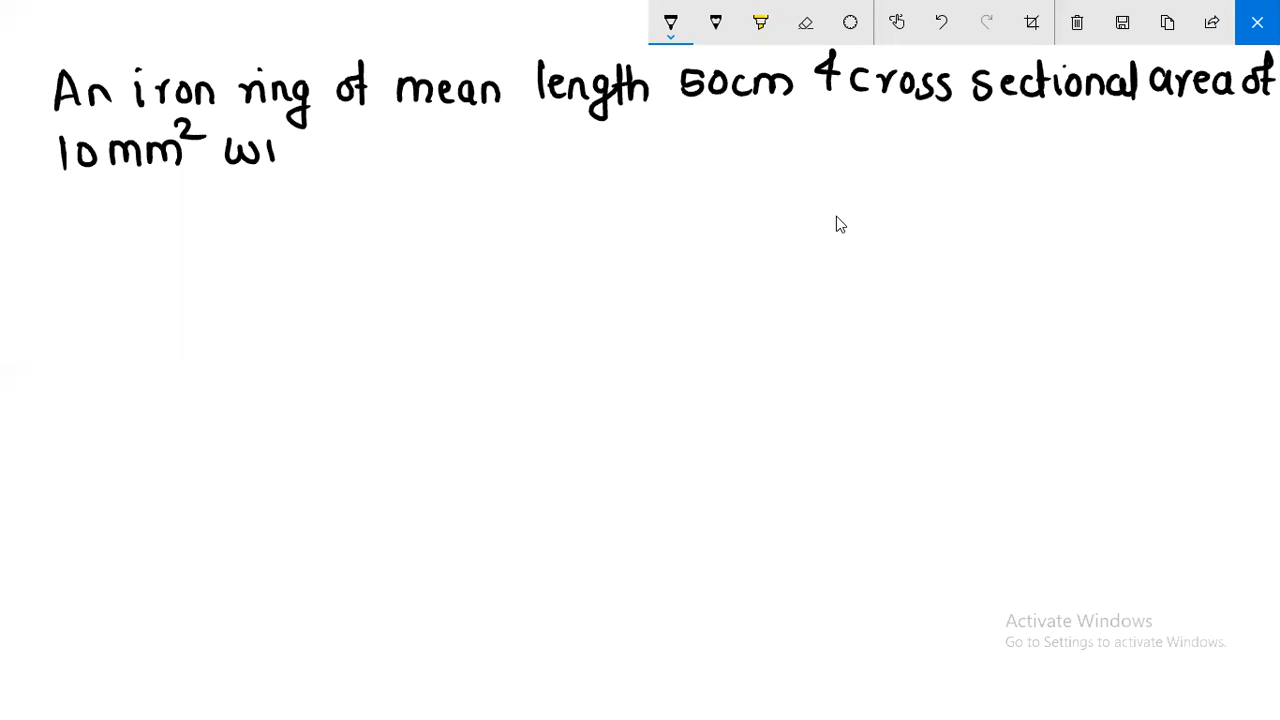 An iron ring of mean length 50cm & cross sectional area of
10mm² wi
Activate Windows
Go to Settings to activate Windows.